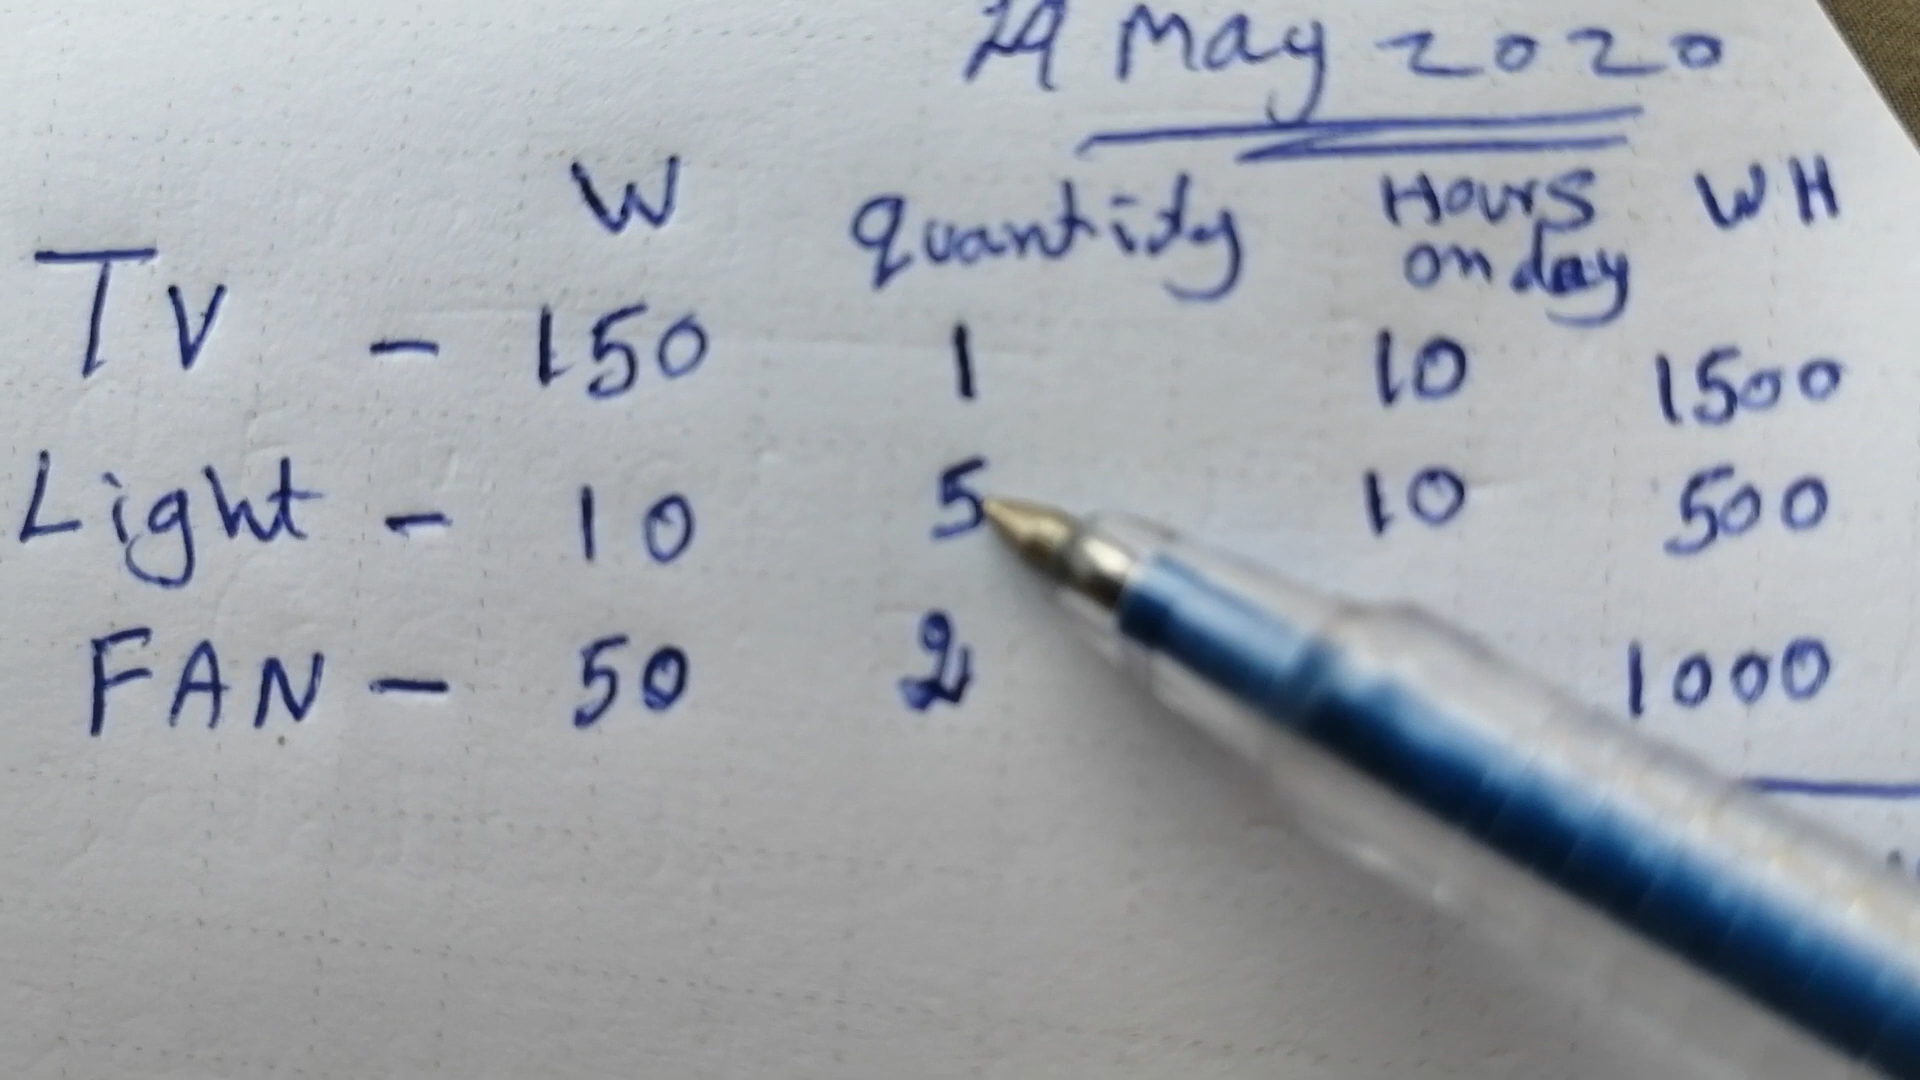 29 May 2020
W Quantity Hours on day WH
TV - 150 1 10 1500
Light - 10 5 10 500
FAN - 50 2 1000